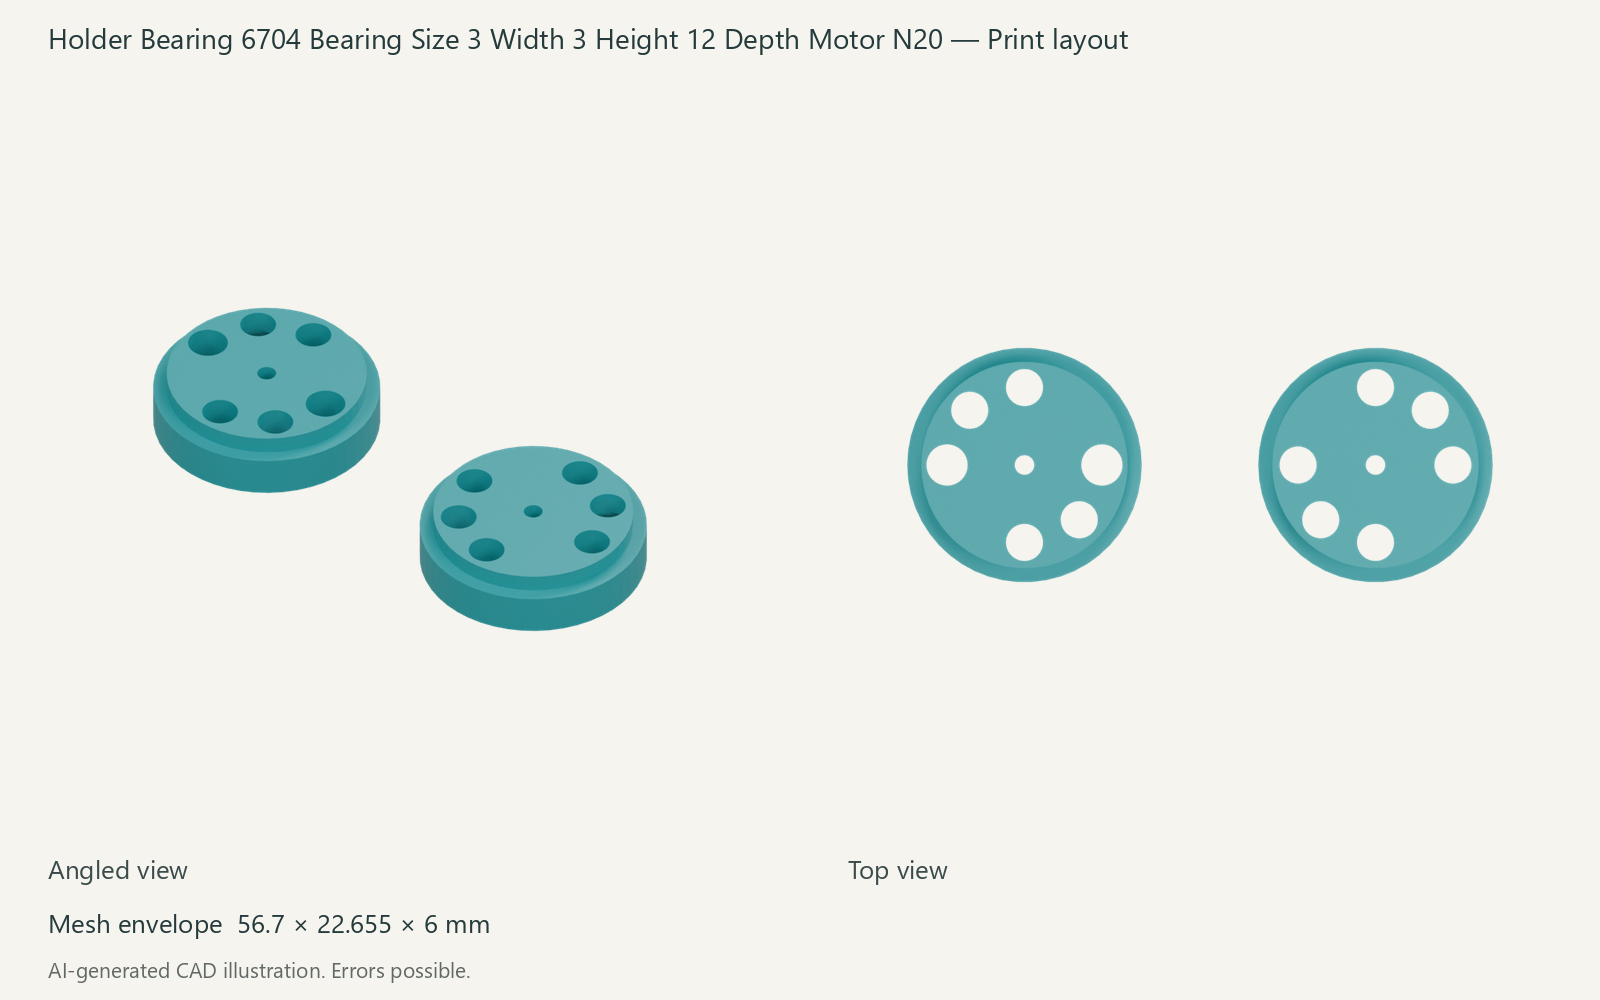 Holder Bearing 6704 Bearing Size 3 Width 3 Height 12 Depth Motor N20 — Print layout
Angled view
Top view
Mesh envelope 56.7 × 22.655 × 6 mm
AI-generated CAD illustration. Errors possible.